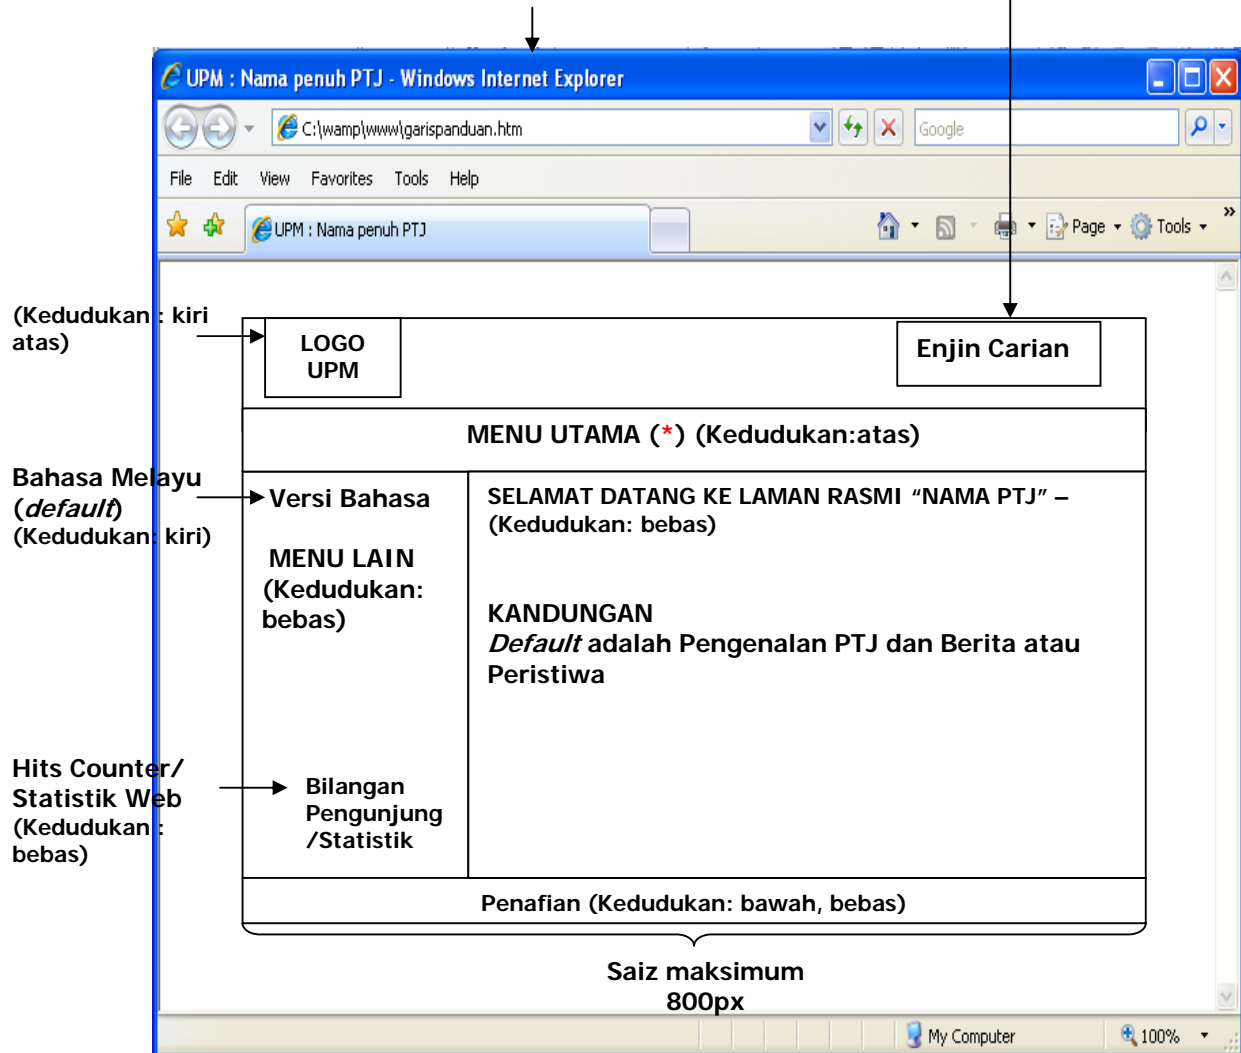 UPM : Nama penuh PTJ - Windows Internet Explorer
C:\wamp\www\garispanduan.htm
Google
File Edit View Favorites Tools Help
UPM : Nama penuh PTJ
Page
Tools
»
(Kedudukan : kiri
atas)
LOGO
UPM
Enjin Carian
MENU UTAMA (*) (Kedudukan:atas)
Bahasa Melayu
(default)
(Kedudukan: kiri)
Versi Bahasa
MENU LAIN
(Kedudukan:
bebas)
SELAMAT DATANG KE LAMAN RASMI “NAMA PTJ” –
(Kedudukan: bebas)
KANDUNGAN
Default adalah Pengenalan PTJ dan Berita atau
Peristiwa
Hits Counter/
Statistik Web
(Kedudukan :
bebas)
Bilangan
Pengunjung
/Statistik
Penafian (Kedudukan: bawah, bebas)
Saiz maksimum
800px
My Computer
100%